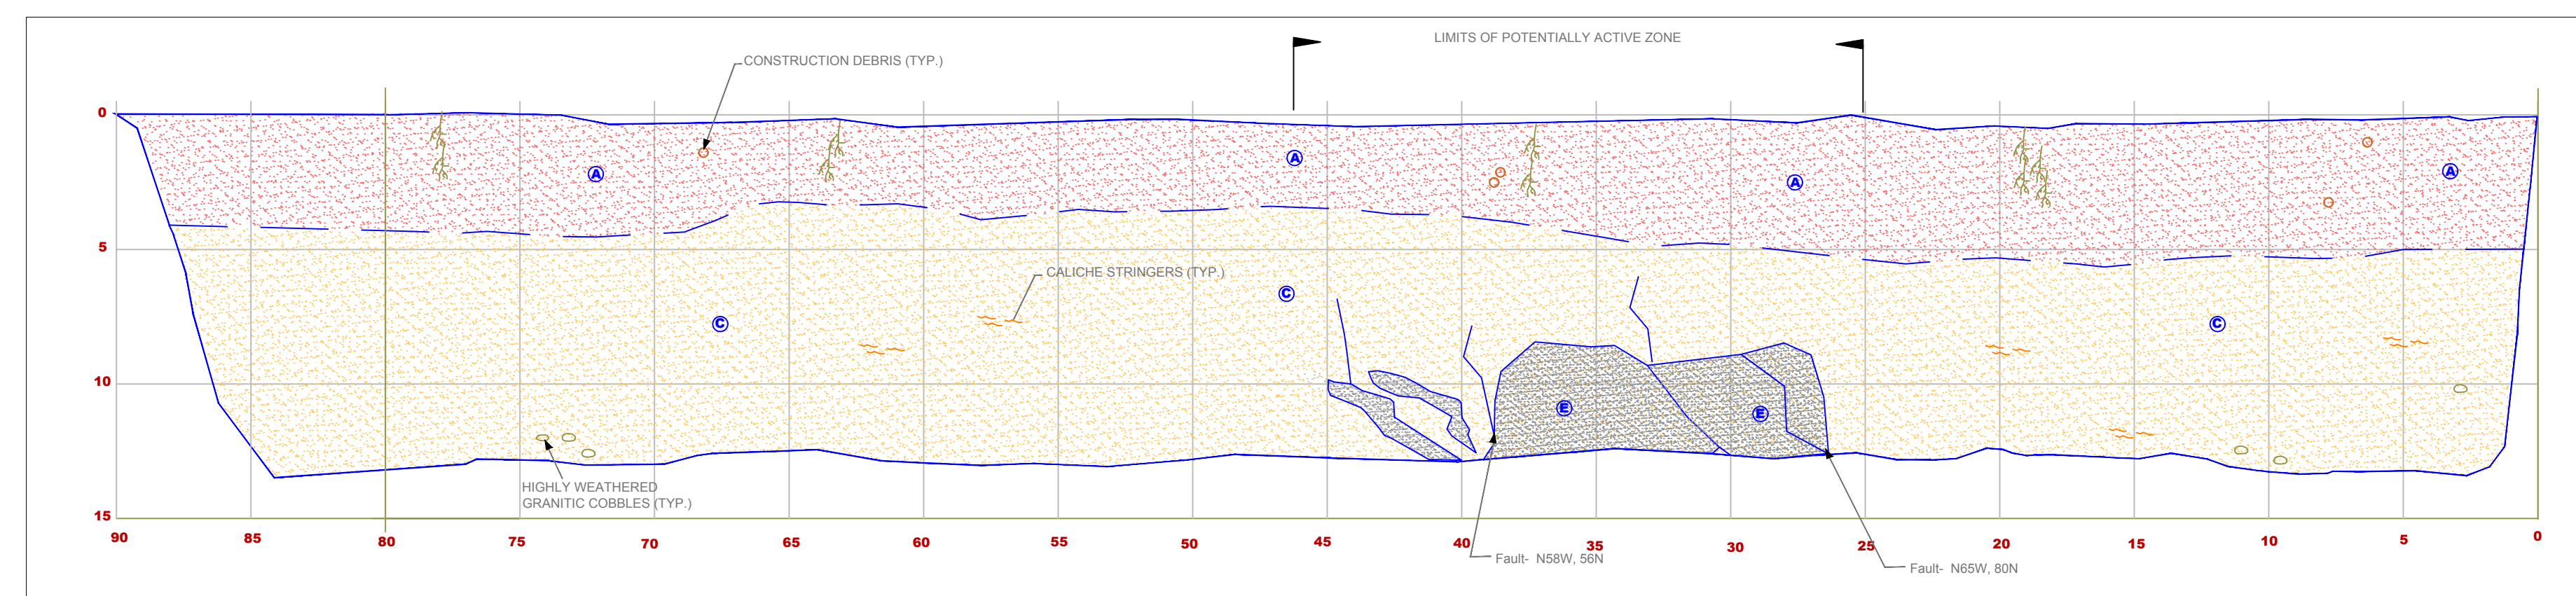 LIMITS OF POTENTIALLY ACTIVE ZONE
CONSTRUCTION DEBRIS (TYP.)
0
A
A
A
A
A
5
CALICHE STRINGERS (TYP.)
C
C
C
10
E
E
HIGHLY WEATHERED
GRANITIC COBBLES (TYP.)
15
90 85 80 75 70 65 60 55 50 45 40 35 30 25 20 15 10 5 0
Fault- N58W, 56N
Fault- N65W, 80N